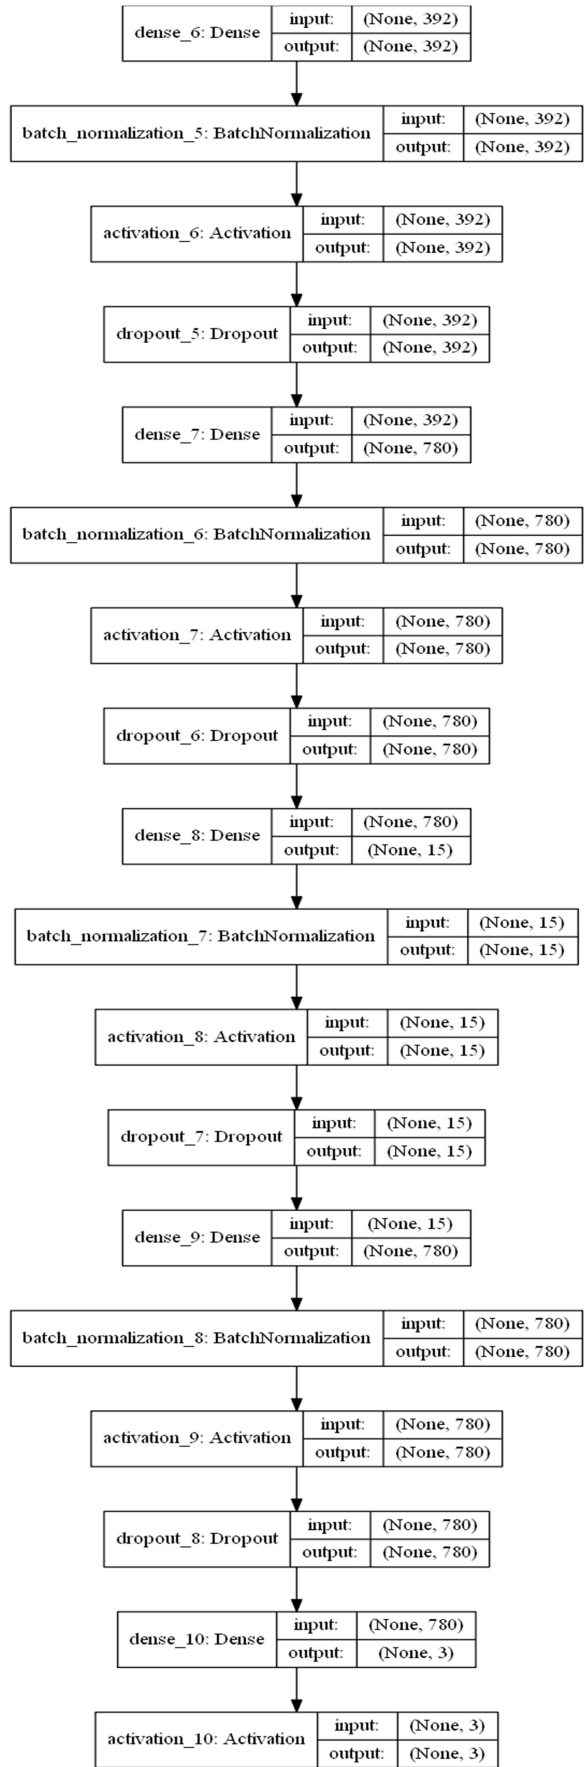 dense_6: Dense input: (None, 392)
output: (None, 392)
batch_normalization_5: BatchNormalization input: (None, 392)
output: (None, 392)
activation_6: Activation input: (None, 392)
output: (None, 392)
dropout_5: Dropout input: (None, 392)
output: (None, 392)
dense_7: Dense input: (None, 392)
output: (None, 780)
batch_normalization_6: BatchNormalization input: (None, 780)
output: (None, 780)
activation_7: Activation input: (None, 780)
output: (None, 780)
dropout_6: Dropout input: (None, 780)
output: (None, 780)
dense_8: Dense input: (None, 780)
output: (None, 15)
batch_normalization_7: BatchNormalization input: (None, 15)
output: (None, 15)
activation_8: Activation input: (None, 15)
output: (None, 15)
dropout_7: Dropout input: (None, 15)
output: (None, 15)
dense_9: Dense input: (None, 15)
output: (None, 780)
batch_normalization_8: BatchNormalization input: (None, 780)
output: (None, 780)
activation_9: Activation input: (None, 780)
output: (None, 780)
dropout_8: Dropout input: (None, 780)
output: (None, 780)
dense_10: Dense input: (None, 780)
output: (None, 3)
activation_10: Activation input: (None, 3)
output: (None, 3)